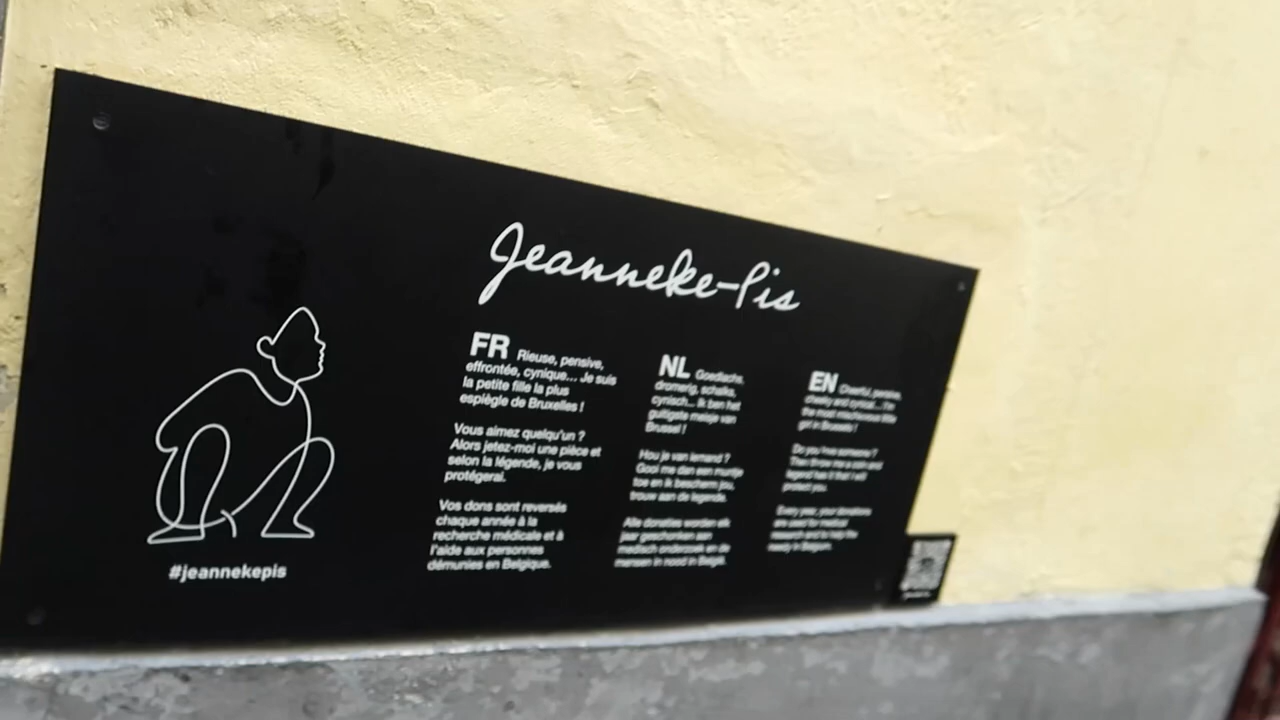 Jeanneke-Pis
FR Rieuse, pensive,
effrontée, cynique... Je suis
la petite fille la plus
espiègle de Bruxelles !
Vous aimez quelqu'un ?
Alors jetez-moi une pièce et
selon la légende, je vous
protégerai.
Vos dons sont reversés
chaque année à la
recherche médicale et à
l'aide aux personnes
démunies en Belgique.
NL Goedlachs,
dromerig, schalks,
cynisch... Ik ben het
guitigste meisje van
Brussel !
Hou je van iemand ?
Gooi me dan een muntje
toe en ik bescherm jou,
trouw aan de legende.
Alle donaties worden elk
jaar geschonken aan
medisch onderzoek en de
mensen in nood in België.
EN Cheerful, pensive,
cheeky and cynical... I'm
the most mischievous little
girl in Brussels !
Do you love someone ?
Then throw me a coin and
legend has it that I will
protect you.
Every year, your donations
are used for medical
research and to help the
needy in Belgium.
#jeannekepis